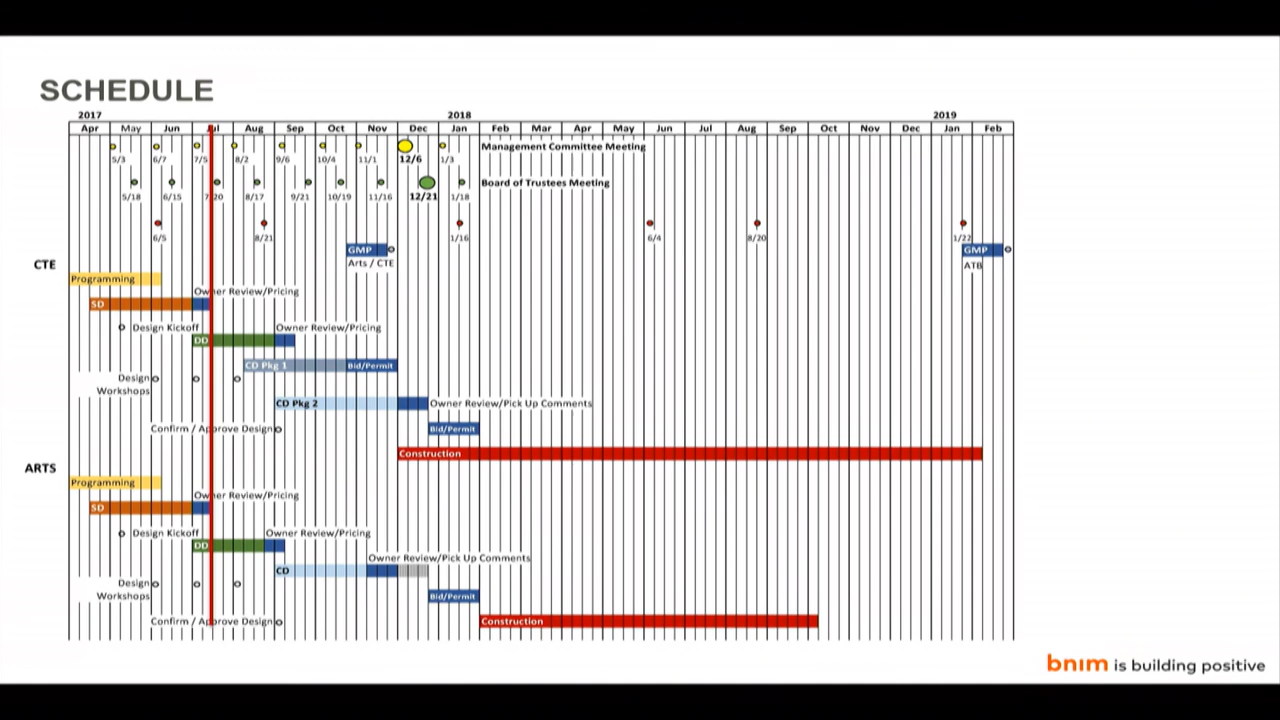 SCHEDULE
2017 2018 2019
Apr May Jun Jul Aug Sep Oct Nov Dec Jan Feb Mar Apr May Jun Jul Aug Sep Oct Nov Dec Jan Feb
Management Committee Meeting
5/3 6/7 7/5 8/2 9/6 10/4 11/1 12/6 1/3
Board of Trustees Meeting
5/18 6/15 7/20 8/17 9/21 10/19 11/16 12/21 1/18
6/5 8/21 1/16 6/4 8/20 1/22
GMP GMP
CTE Arts / CTE ATB
Programming
Owner Review/Pricing
SD
Design Kickoff Owner Review/Pricing
DD
CD Pkg 1 Bid/Permit
Design
Workshops
CD Pkg 2 Owner Review/Pick Up Comments
Confirm / Approve Design Bid/Permit
Construction
ARTS
Programming
Owner Review/Pricing
SD
Design Kickoff Owner Review/Pricing
DD
Owner Review/Pick Up Comments
CD
Design
Workshops Bid/Permit
Confirm / Approve Design Construction
bnim is building positive